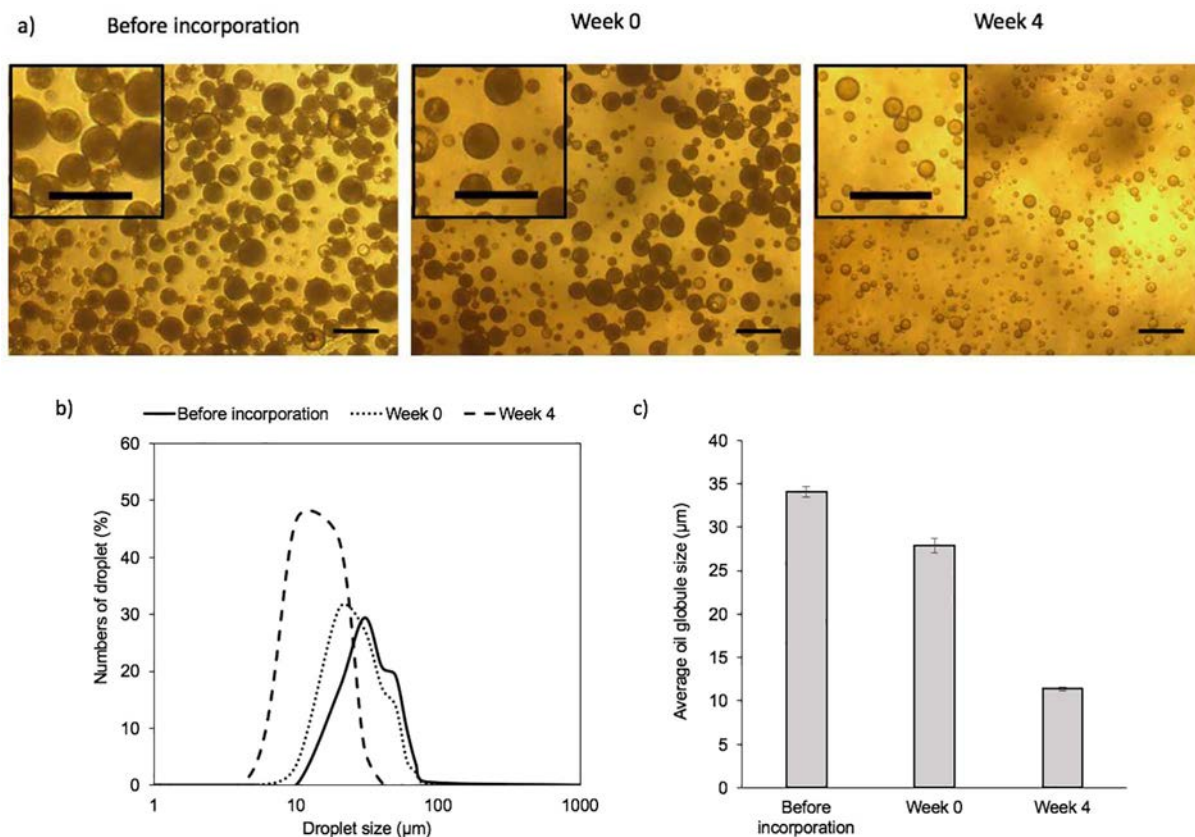 a)
Before incorporation
Week 0
Week 4
b)
Before incorporation
Week 0
Week 4
Numbers of droplet (%)
60
50
40
30
20
10
0
1
10
100
1000
Droplet size (µm)
c)
Average oil globule size (µm)
40
35
30
25
20
15
10
5
0
Before
incorporation
Week 0
Week 4